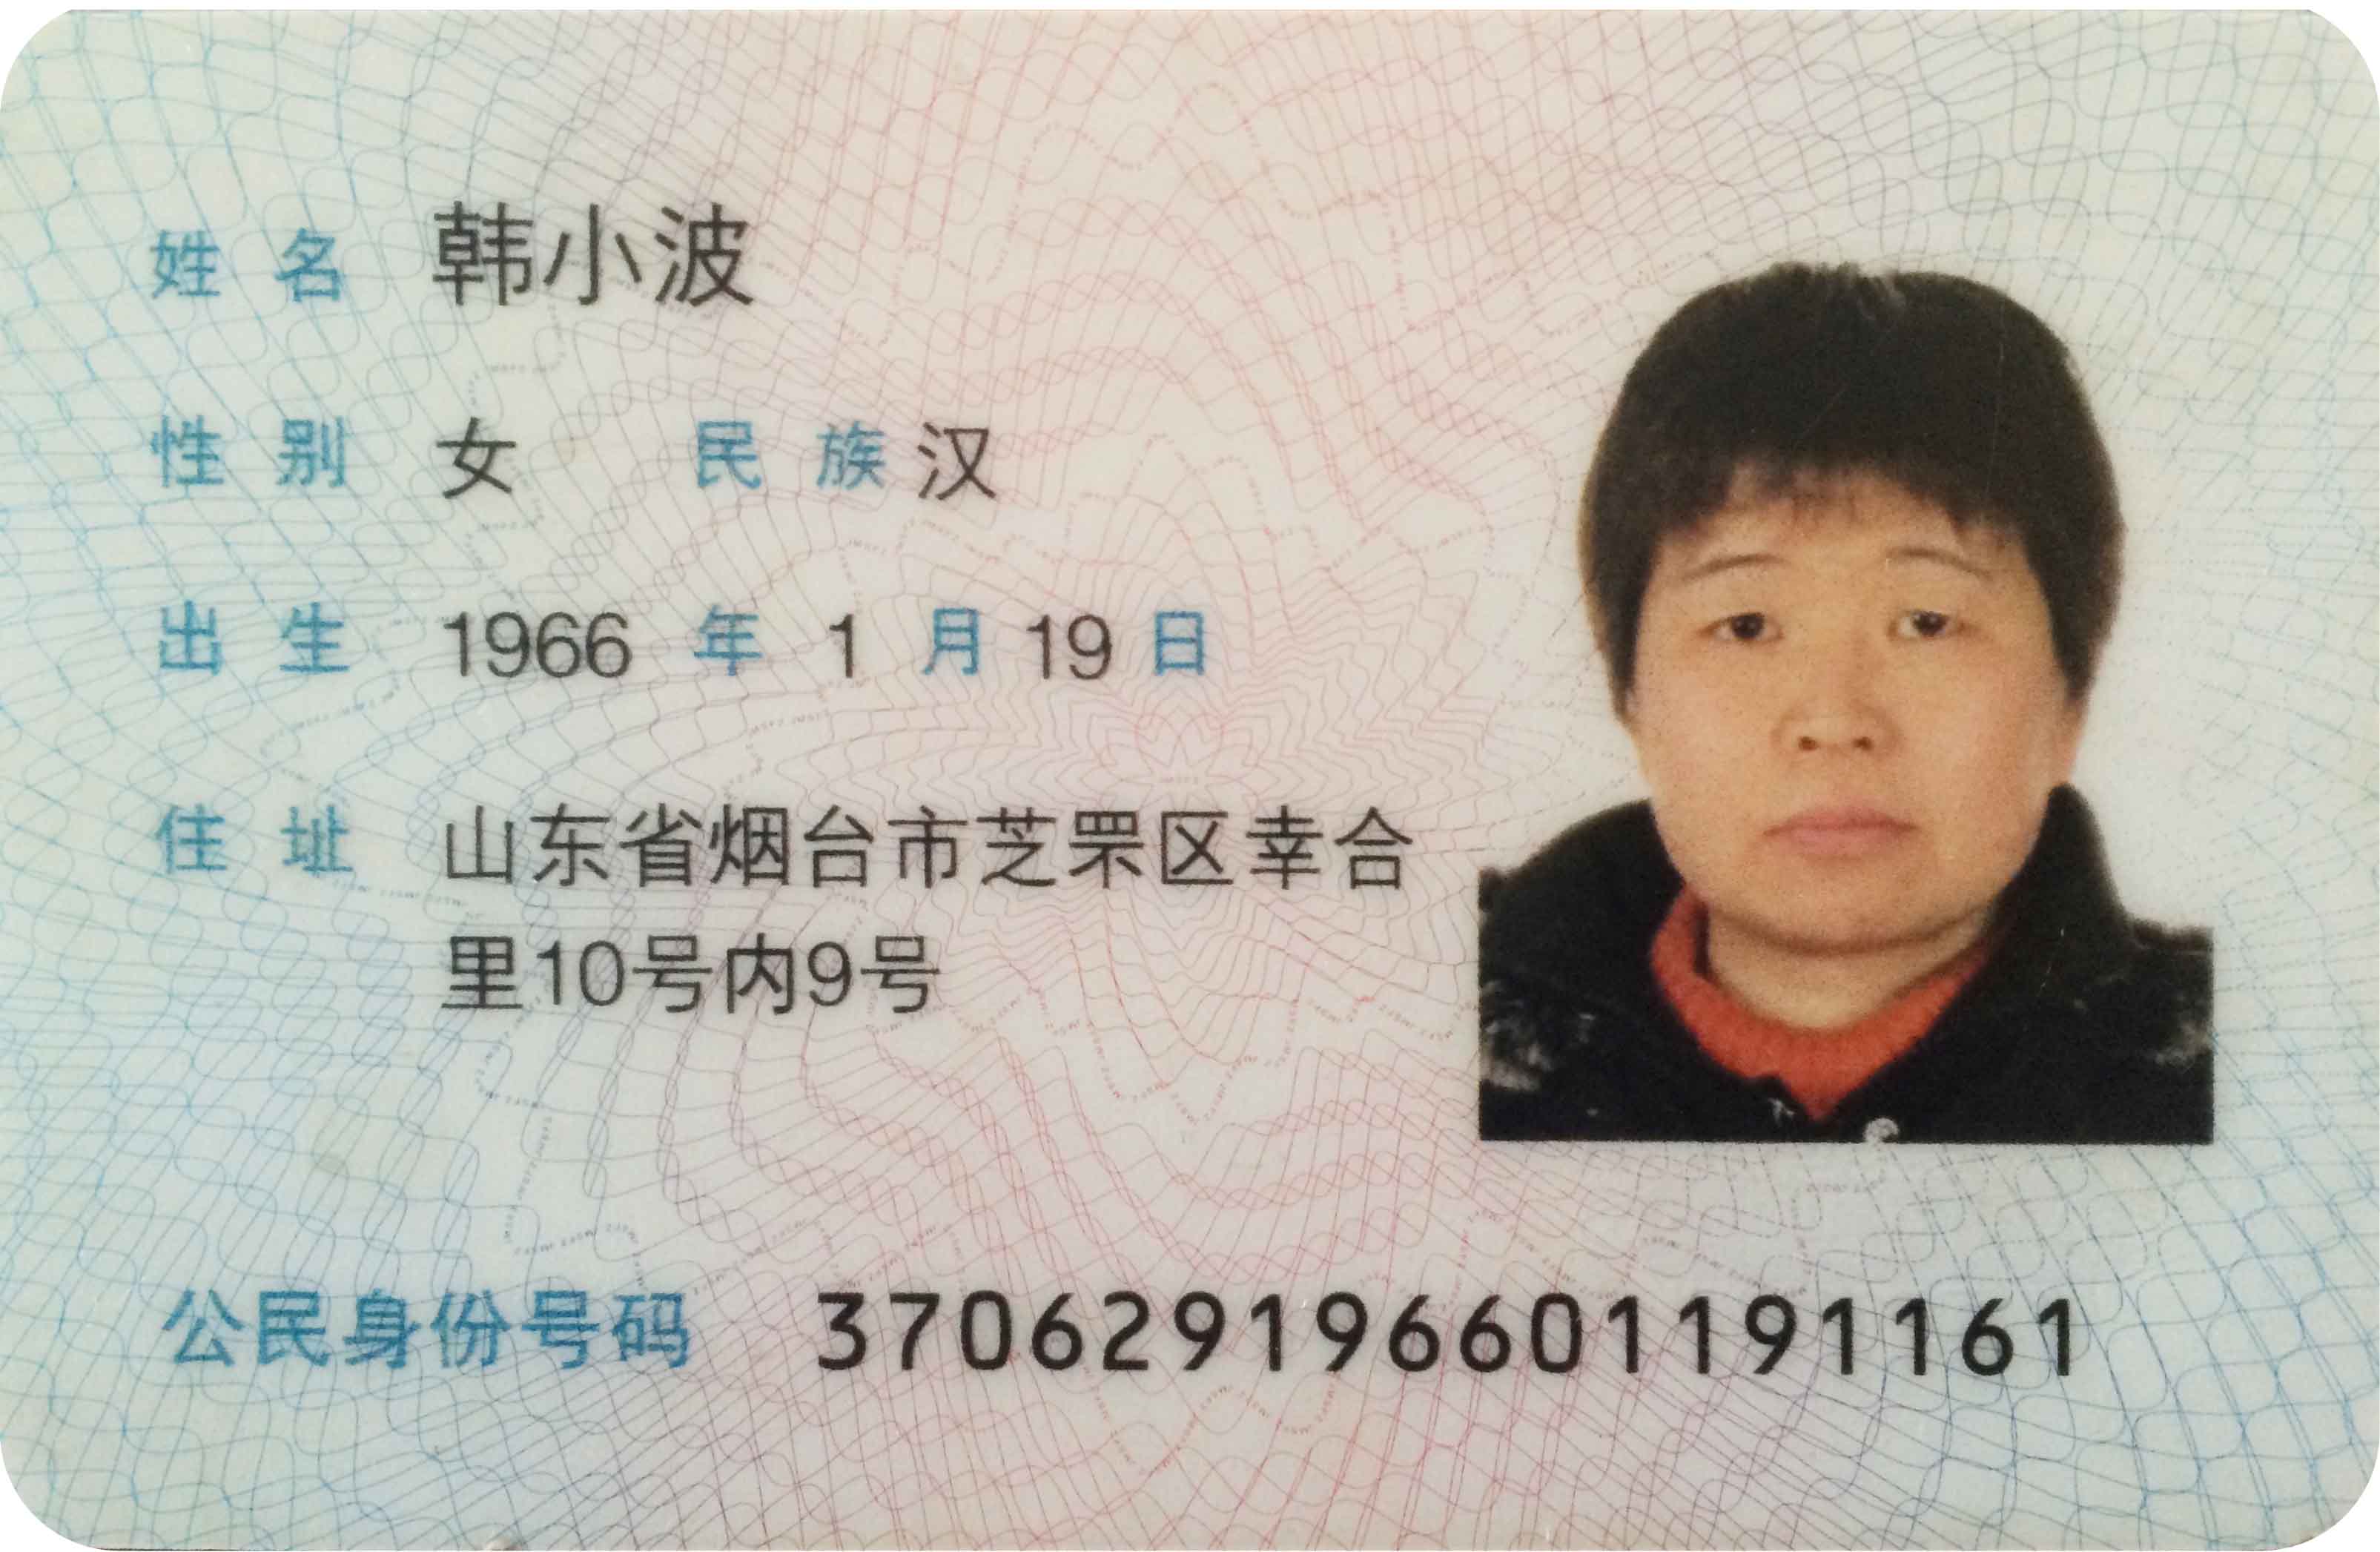 姓名 韩小波
性别 女 民族 汉
出生 1966 年 1 月 19 日
住址 山东省烟台市芝罘区幸合
里10号内9号
公民身份号码 370629196601191161